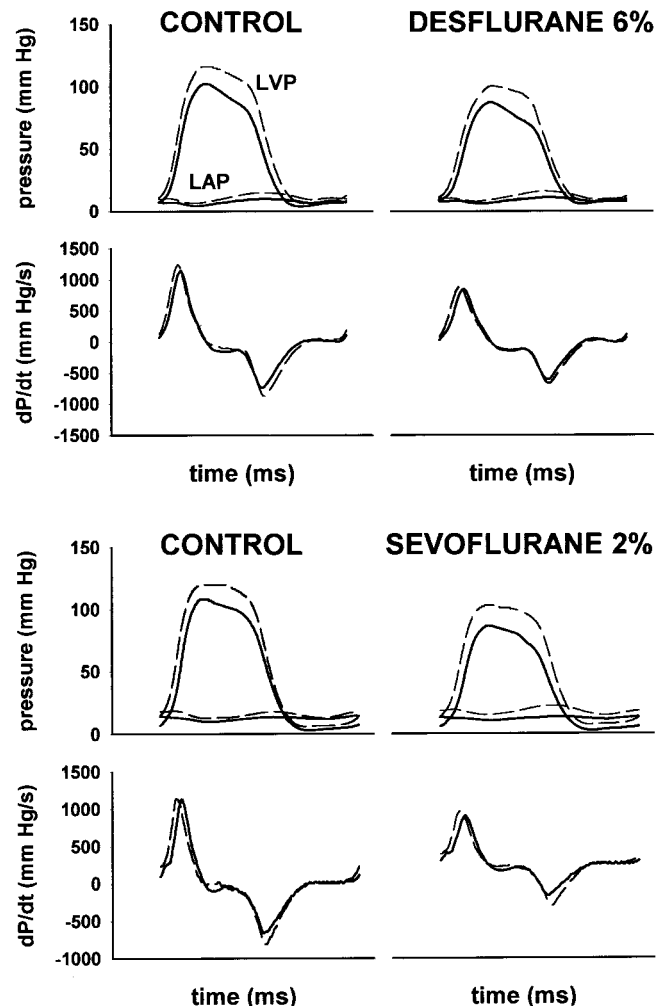 CONTROL DESFLURANE 6%
pressure (mm Hg)
150
100
50
0
LVP
LAP
dP/dt (mm Hg/s)
1500
1000
500
0
-500
-1000
-1500
time (ms) time (ms)
CONTROL SEVOFLURANE 2%
pressure (mm Hg)
150
100
50
0
dP/dt (mm Hg/s)
1500
1000
500
0
-500
-1000
time (ms) time (ms)